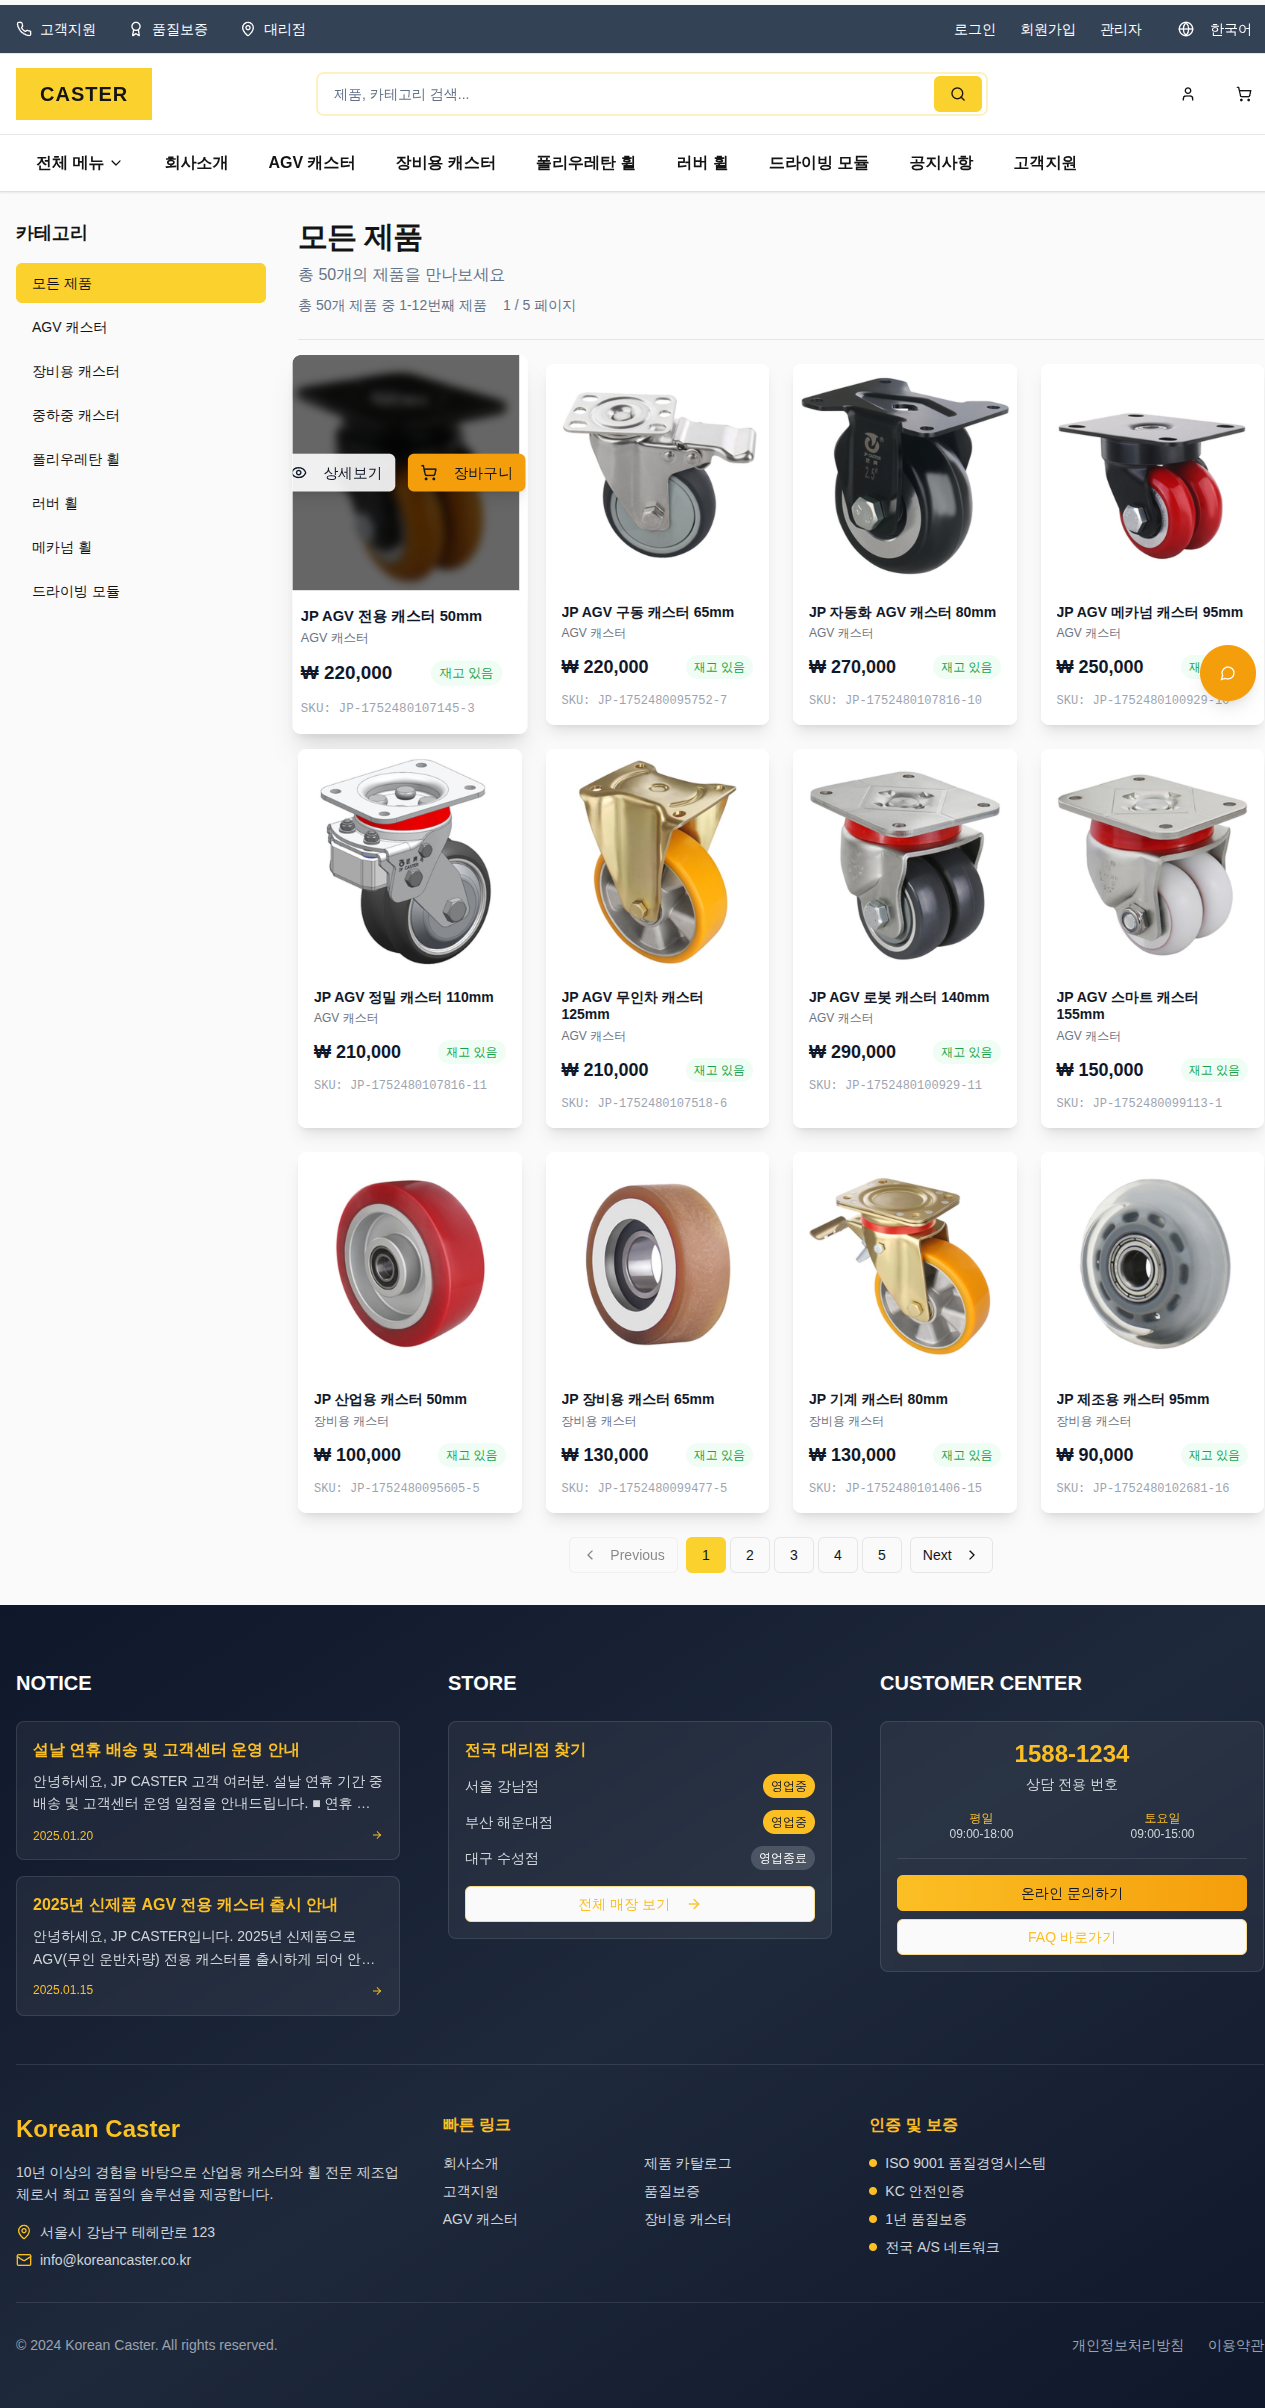 고객지원 품질보증 대리점 로그인 회원가입 관리자 한국어
CASTER 제품, 카테고리 검색...
전체 메뉴 회사소개 AGV 캐스터 장비용 캐스터 폴리우레탄 휠 러버 휠 드라이빙 모듈 공지사항 고객지원
카테고리
모든 제품
AGV 캐스터
장비용 캐스터
중하중 캐스터
폴리우레탄 휠
러버 휠
메카넘 휠
드라이빙 모듈
모든 제품
총 50개의 제품을 만나보세요
총 50개 제품 중 1-12번째 제품 1 / 5 페이지
상세보기 장바구니
JP AGV 전용 캐스터 50mm
AGV 캐스터
₩ 220,000 재고 있음
SKU: JP-1752480107145-3
JP AGV 구동 캐스터 65mm
AGV 캐스터
₩ 220,000 재고 있음
SKU: JP-1752480095752-7
JP 자동화 AGV 캐스터 80mm
AGV 캐스터
₩ 270,000 재고 있음
SKU: JP-1752480107816-10
JP AGV 메카넘 캐스터 95mm
AGV 캐스터
₩ 250,000
SKU: JP-1752480100929-
JP AGV 정밀 캐스터 110mm
AGV 캐스터
₩ 210,000 재고 있음
SKU: JP-1752480107816-11
JP AGV 무인차 캐스터
125mm
AGV 캐스터
₩ 210,000 재고 있음
SKU: JP-1752480107518-6
JP AGV 로봇 캐스터 140mm
AGV 캐스터
₩ 290,000 재고 있음
SKU: JP-1752480100929-11
JP AGV 스마트 캐스터
155mm
AGV 캐스터
₩ 150,000 재고 있음
SKU: JP-1752480099113-1
JP 산업용 캐스터 50mm
장비용 캐스터
₩ 100,000 재고 있음
SKU: JP-1752480095605-5
JP 장비용 캐스터 65mm
장비용 캐스터
₩ 130,000 재고 있음
SKU: JP-1752480099477-5
JP 기계 캐스터 80mm
장비용 캐스터
₩ 130,000 재고 있음
SKU: JP-1752480101406-15
JP 제조용 캐스터 95mm
장비용 캐스터
₩ 90,000 재고 있음
SKU: JP-1752480102681-16
Previous 1 2 3 4 5 Next
NOTICE
설날 연휴 배송 및 고객센터 운영 안내
안녕하세요, JP CASTER 고객 여러분. 설날 연휴 기간 중
배송 및 고객센터 운영 일정을 안내드립니다. ■ 연휴 …
2025.01.20
2025년 신제품 AGV 전용 캐스터 출시 안내
안녕하세요, JP CASTER입니다. 2025년 신제품으로
AGV(무인 운반차량) 전용 캐스터를 출시하게 되어 안…
2025.01.15
STORE
전국 대리점 찾기
서울 강남점 영업중
부산 해운대점 영업중
대구 수성점 영업종료
전체 매장 보기
CUSTOMER CENTER
1588-1234
상담 전용 번호
평일 토요일
09:00-18:00 09:00-15:00
온라인 문의하기
FAQ 바로가기
Korean Caster
10년 이상의 경험을 바탕으로 산업용 캐스터와 휠 전문 제조업
체로서 최고 품질의 솔루션을 제공합니다.
서울시 강남구 테헤란로 123
info@koreancaster.co.kr
빠른 링크
회사소개 제품 카탈로그
고객지원 품질보증
AGV 캐스터 장비용 캐스터
인증 및 보증
ISO 9001 품질경영시스템
KC 안전인증
1년 품질보증
전국 A/S 네트워크
© 2024 Korean Caster. All rights reserved. 개인정보처리방침 이용약관